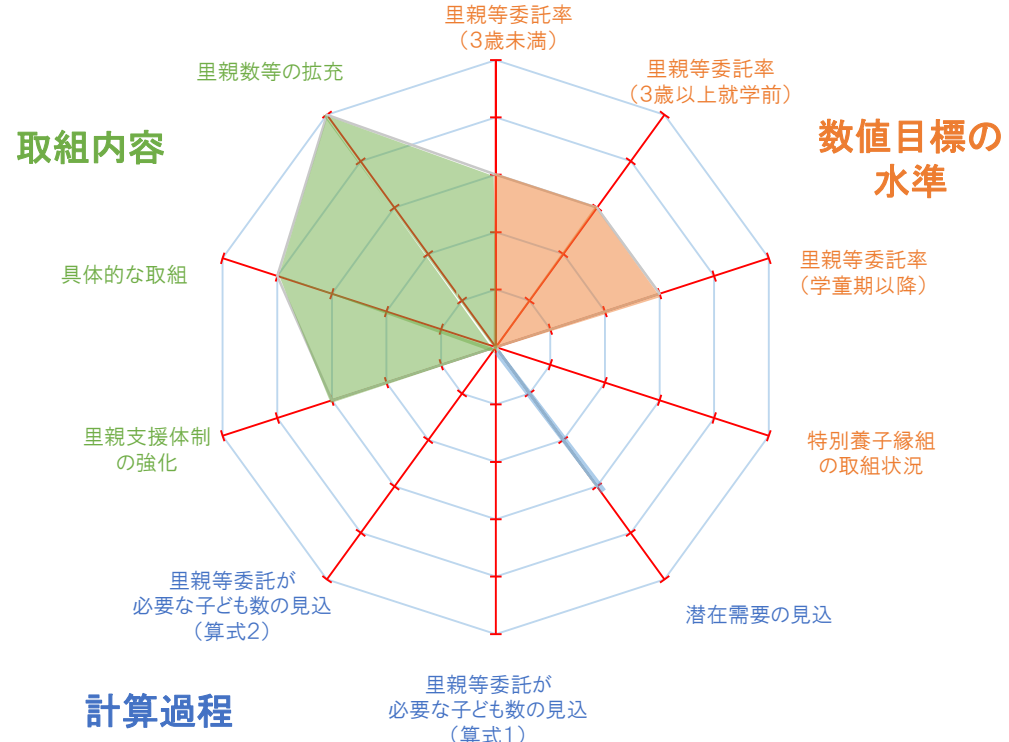 里親等委託率
（3歳未満）
里親等委託率
（3歳以上就学前）
数値目標の
水準
里親等委託率
（学童期以降）
特別養子縁組
の取組状況
潜在需要の見込
里親等委託が
必要な子ども数の見込
（算式1）
里親等委託が
必要な子ども数の見込
（算式2）
計算過程
里親支援体制
の強化
具体的な取組
取組内容
里親数等の拡充